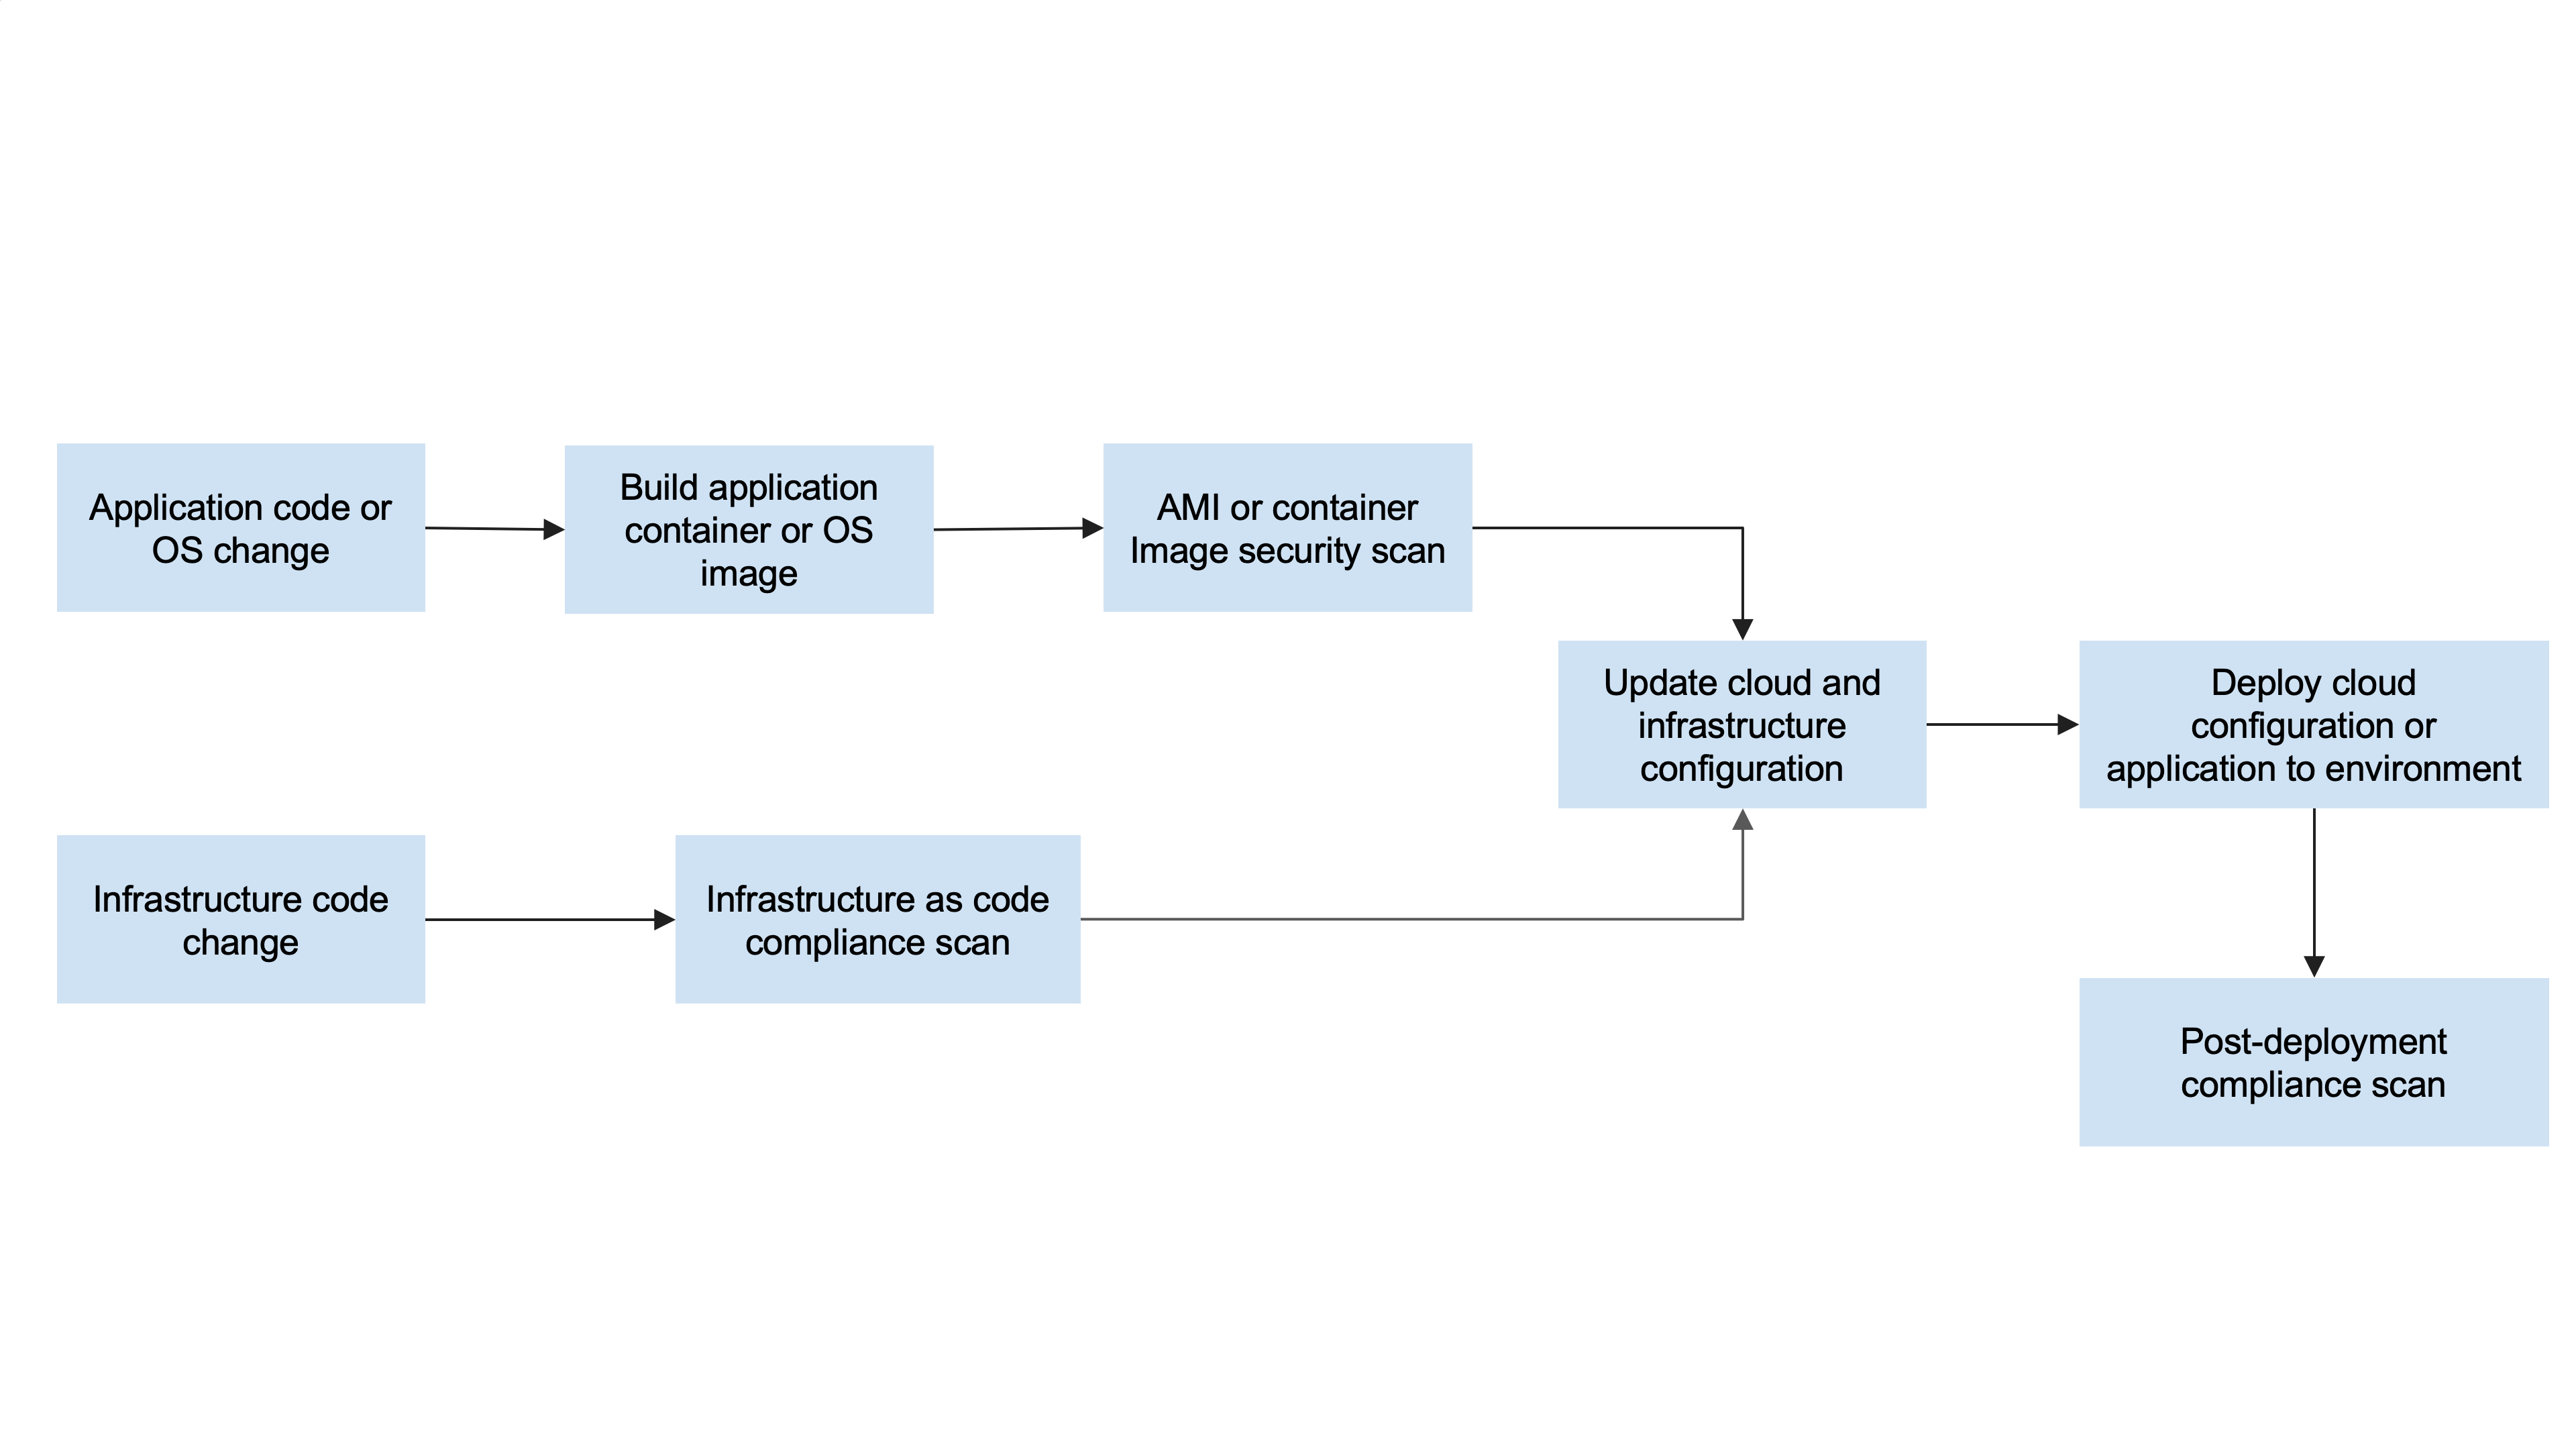 Application code or
OS change
Build application
container or OS
image
AMI or container
Image security scan
Update cloud and
infrastructure
configuration
Deploy cloud
configuration or
application to environment
Infrastructure code
change
Infrastructure as code
compliance scan
Post-deployment
compliance scan